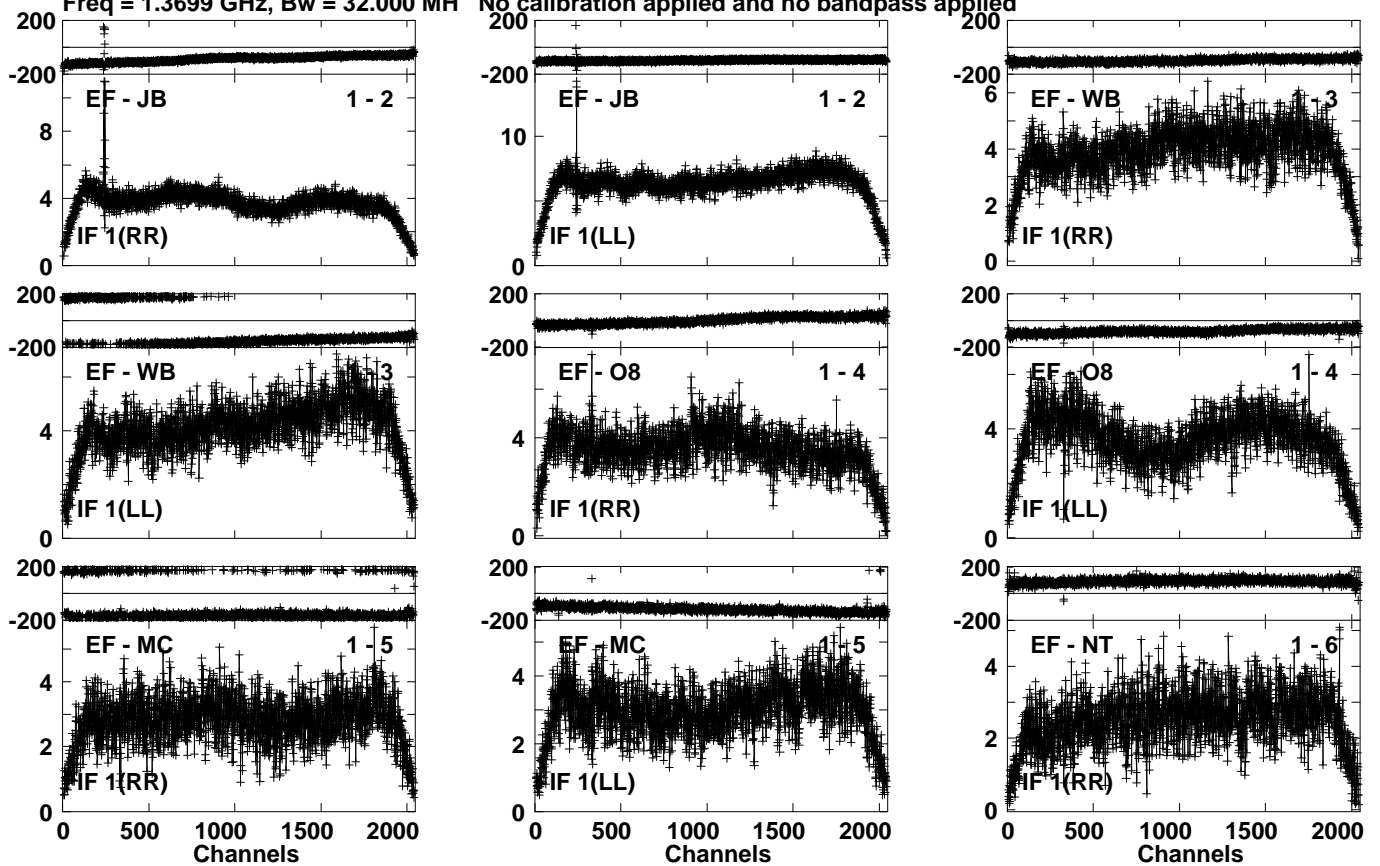 Freq = 1.3699 GHz, Bw = 32.000 MH No calibration applied and no bandpass applied
200
-200
EF - JB 1 - 2
8
4
IF 1(RR)
0
-200
EF - JB 1 - 2
10
IF 1(LL)
0
200
-200
6
EF - WB 1 - 3
4
2
IF 1(RR)
0
200
-200
EF - WB 1 - 3
4
IF 1(LL)
0
200
-200
EF - O8 1 - 4
4
IF 1(RR)
0
200
-200
EF - O8 1 - 4
4
IF 1(LL)
0
200
-200
EF - MC 1 - 5
4
2
IF 1(RR)
0
0 500 1000 1500 2000
Channels
200
-200
EF - MC 1 - 5
4
2
IF 1(LL)
0
0 500 1000 1500 2000
Channels
200
-200
EF - NT 1 - 6
4
2
IF 1(RR)
0
0 500 1000 1500 2000
Channels